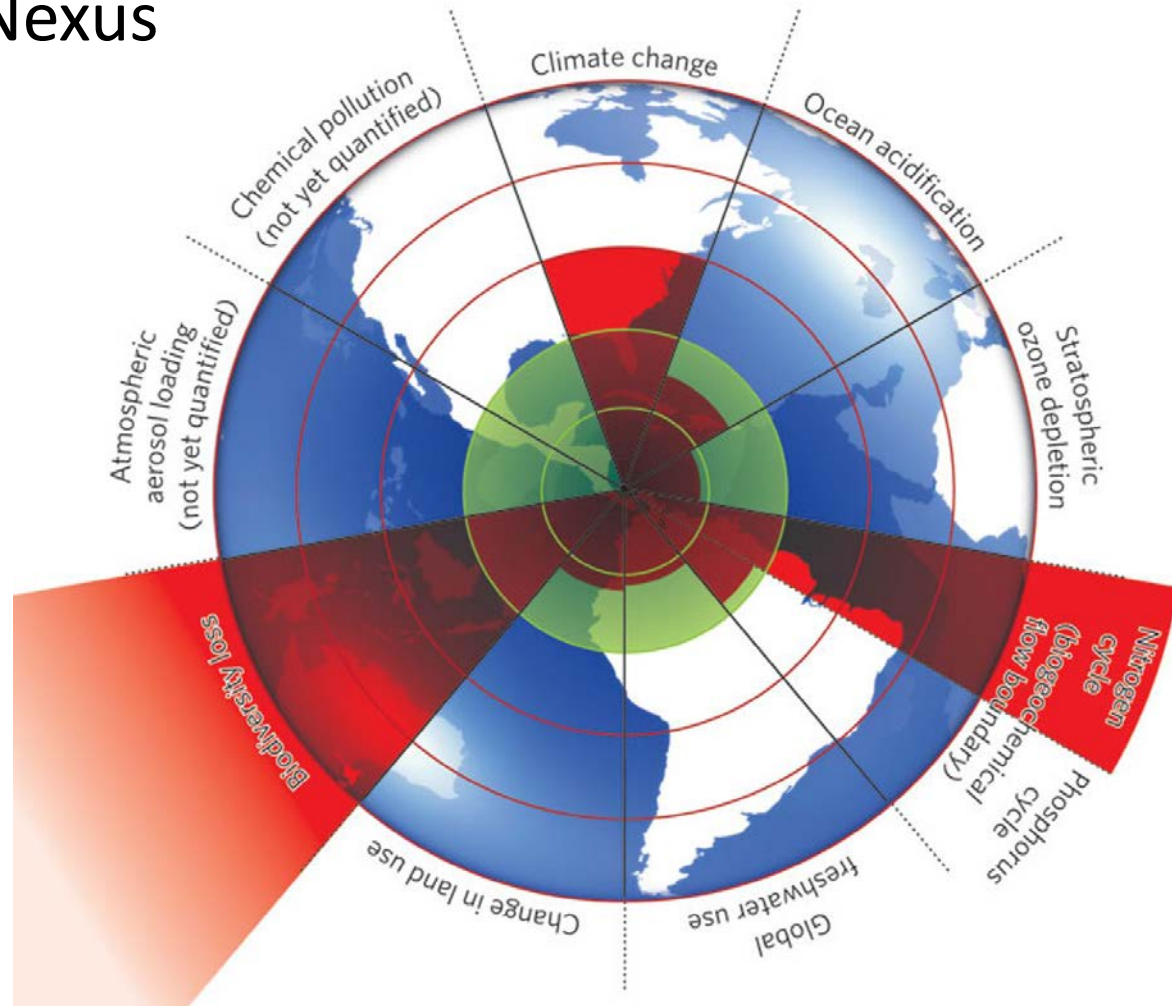 Nexus
Climate change
Ocean acidification
Stratospheric
ozone depletion
Nitrogen
cycle
(biogeochemical
flow boundary)
Phosphorus
cycle
Global
freshwater use
Change in land use
Biodiversity loss
Atmospheric
aerosol loading
(not yet quantified)
Chemical pollution
(not yet quantified)